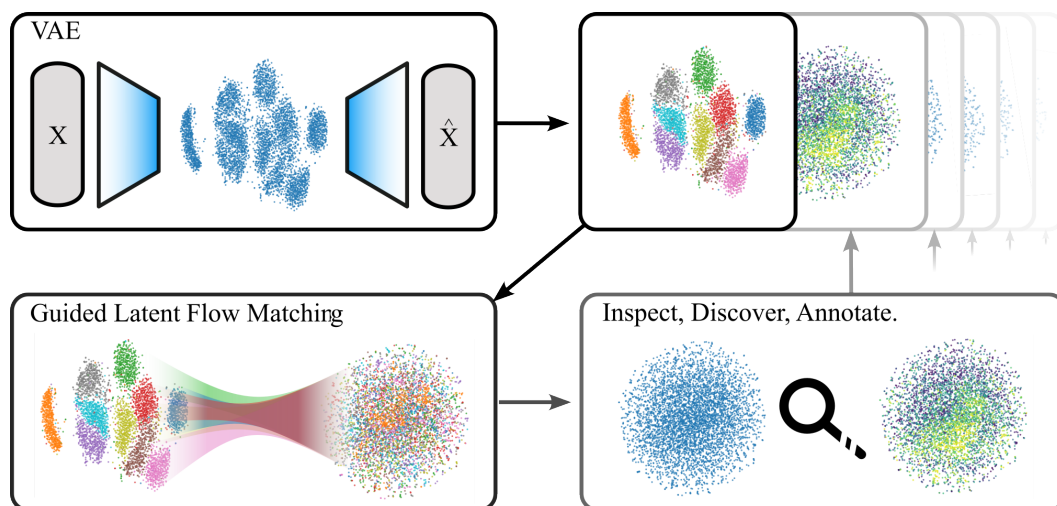 VAE
X
X̂
Guided Latent Flow Matching
Inspect, Discover, Annotate.